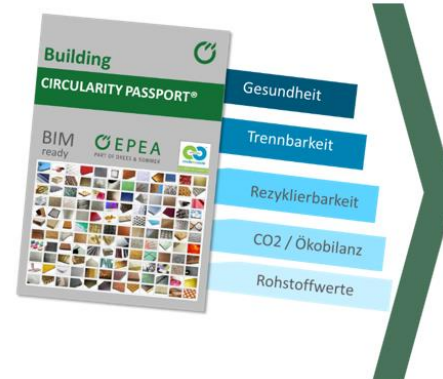 Building
CIRCULARITY PASSPORT®
BIM
ready
EPEA
PART OF DREES & SOMMER
Gesundheit
Trennbarkeit
Rezyklierbarkeit
CO2 / Ökobilanz
Rohstoffwerte